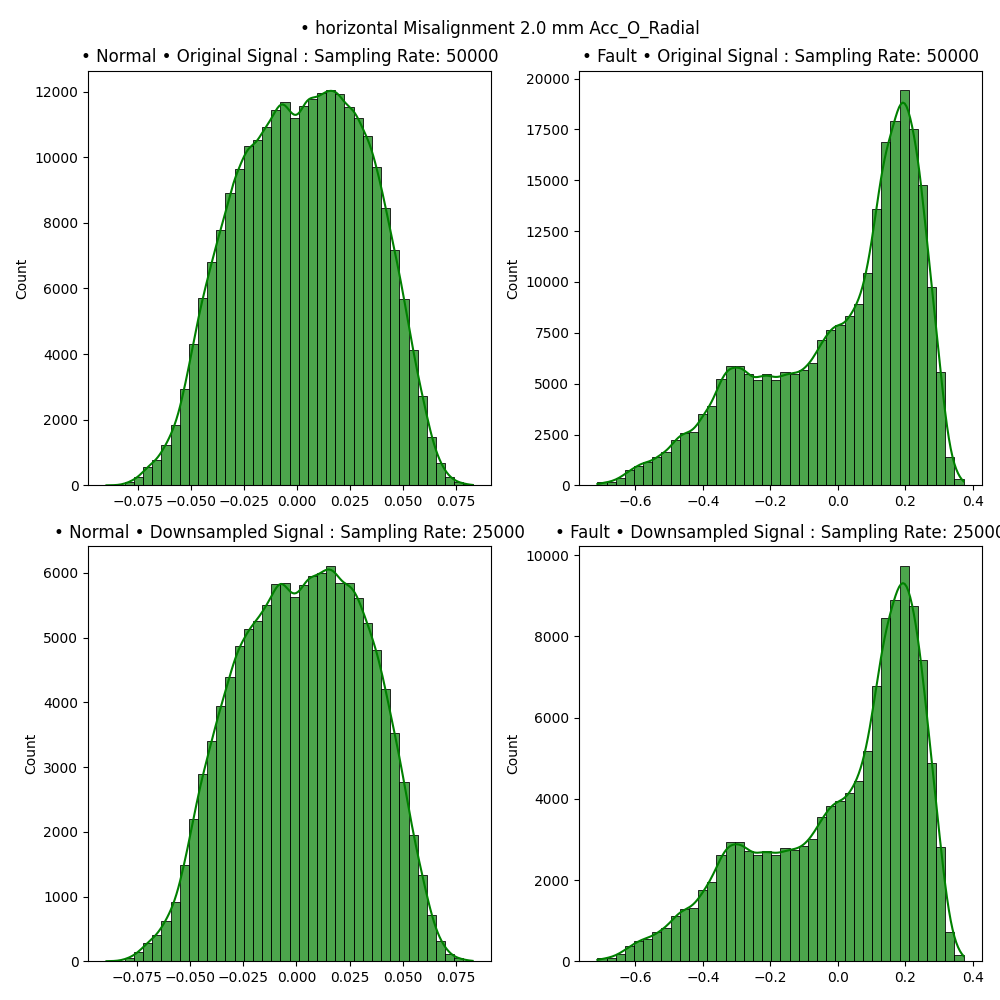 • horizontal Misalignment 2.0 mm Acc_O_Radial
• Normal • Original Signal : Sampling Rate: 50000
Count
12000
10000
8000
6000
4000
2000
0
−0.075 −0.050 −0.025 0.000 0.025 0.050 0.075
• Fault • Original Signal : Sampling Rate: 50000
Count
20000
17500
15000
12500
10000
7500
5000
2500
0
−0.6 −0.4 −0.2 0.0 0.2 0.4
• Normal • Downsampled Signal : Sampling Rate: 25000
Count
6000
5000
4000
3000
2000
1000
0
−0.075 −0.050 −0.025 0.000 0.025 0.050 0.075
• Fault • Downsampled Signal : Sampling Rate: 25000
Count
10000
8000
6000
4000
2000
0
−0.6 −0.4 −0.2 0.0 0.2 0.4